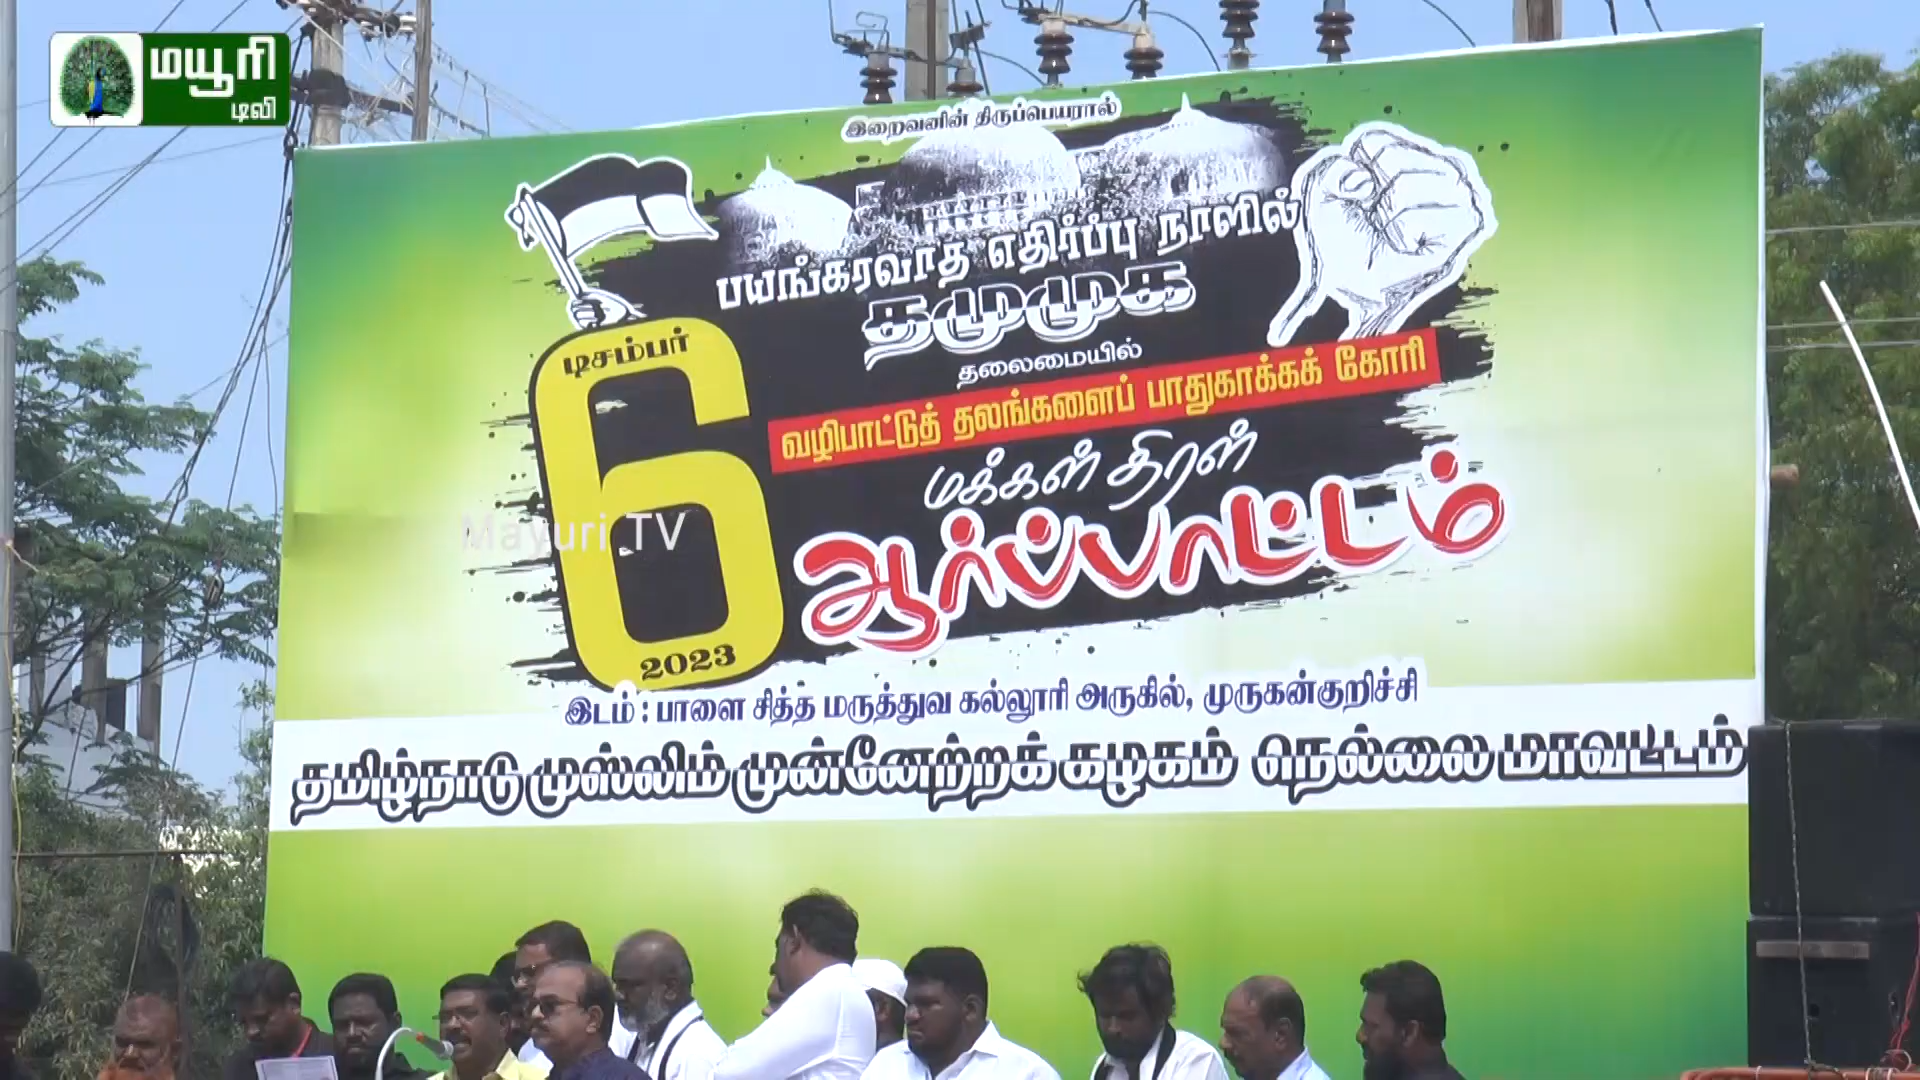 மயூரி
டிவி
இறைவனின் திருப்பெயரால்
பயங்கரவாத எதிர்ப்பு நாளில்
தமுமுக
தலைமையில்
வழிபாட்டுத் தலங்களைப் பாதுகாக்கக் கோரி
மக்கள் திரள்
ஆர்ப்பாட்டம்
டிசம்பர்
6
2023
Mayuri TV
இடம் : பாளை சித்த மருத்துவ கல்லூரி அருகில், முருகன்குறிச்சி
தமிழ்நாடு முஸ்லிம் முன்னேற்றக் கழகம் நெல்லை மாவட்டம்